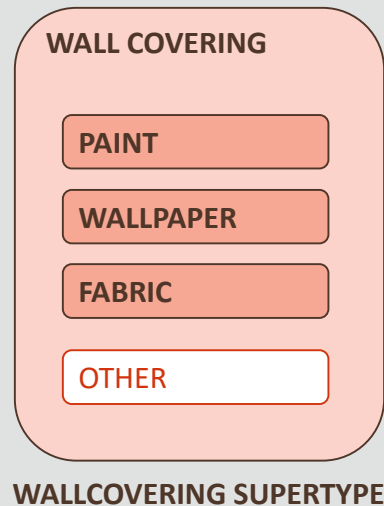 WALL COVERING
PAINT
WALLPAPER
FABRIC
OTHER
WALLCOVERING SUPERTYPE